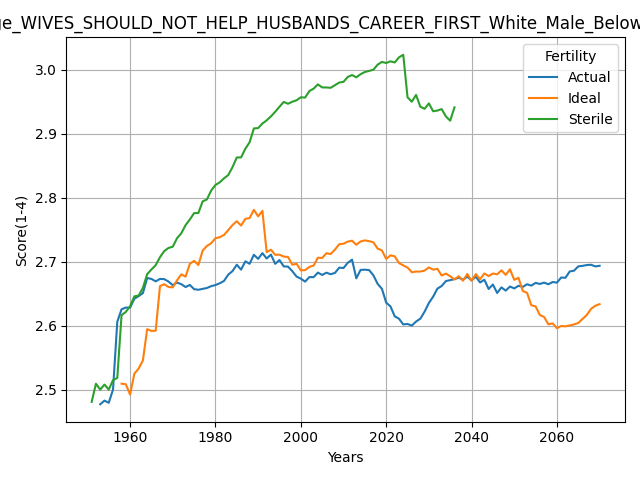 ge_WIVES_SHOULD_NOT_HELP_HUSBANDS_CAREER_FIRST_White_Male_Below
Fertility
Actual
Ideal
Sterile
Score(1-4)
3.0
2.9
2.8
2.7
2.6
2.5
1960 1980 2000 2020 2040 2060
Years